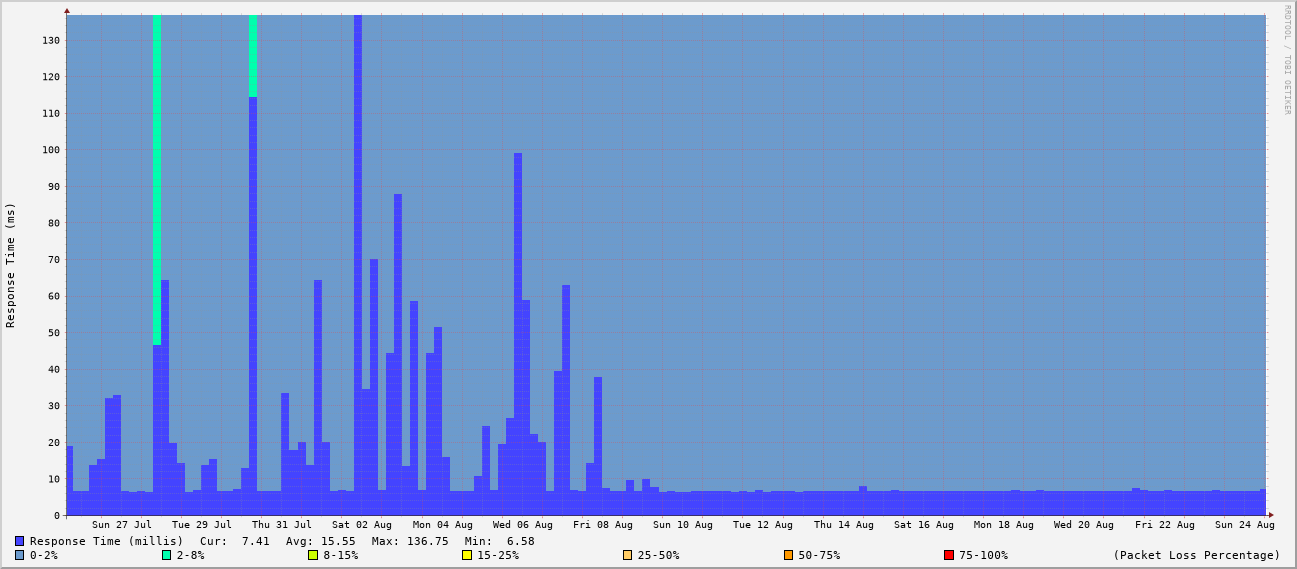 RRDTOOL / TOBI OETIKER
Response Time (ms)
130
120
110
100
90
80
70
60
50
40
30
20
10
0
Sun 27 Jul Tue 29 Jul Thu 31 Jul Sat 02 Aug Mon 04 Aug Wed 06 Aug Fri 08 Aug Sun 10 Aug Tue 12 Aug Thu 14 Aug Sat 16 Aug Mon 18 Aug Wed 20 Aug Fri 22 Aug Sun 24 Aug
Response Time (millis) Cur: 7.41 Avg: 15.55 Max: 136.75 Min: 6.58
0-2% 2-8% 8-15% 15-25% 25-50% 50-75% 75-100% (Packet Loss Percentage)